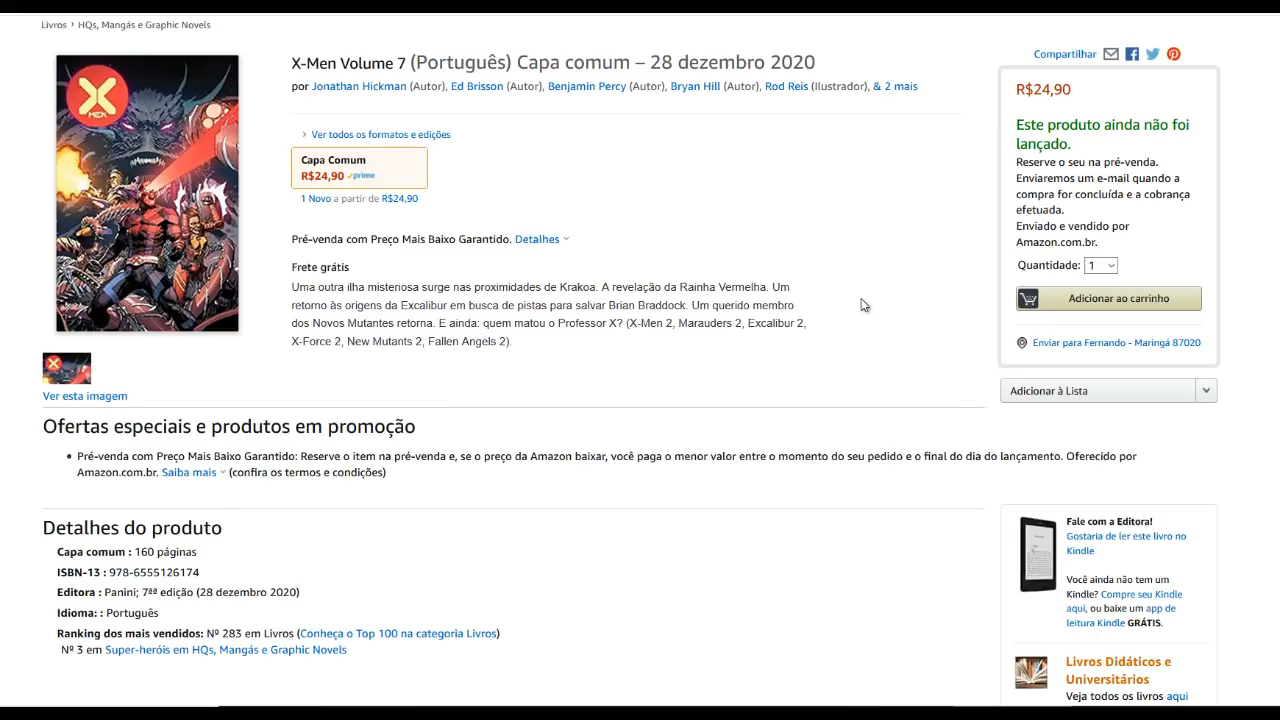 Livros › HQs, Mangás e Graphic Novels
X-Men Volume 7 (Português) Capa comum – 28 dezembro 2020
por Jonathan Hickman (Autor), Ed Brisson (Autor), Benjamin Percy (Autor), Bryan Hill (Autor), Rod Reis (Ilustrador), & 2 mais
› Ver todos os formatos e edições
Capa Comum
R$24,90 prime
1 Novo a partir de R$24,90
Pré-venda com Preço Mais Baixo Garantido. Detalhes
Frete grátis
Uma outra ilha misteriosa surge nas proximidades de Krakoa. A revelação da Rainha Vermelha. Um
retorno às origens da Excalibur em busca de pistas para salvar Brian Braddock. Um querido membro
dos Novos Mutantes retorna. E ainda: quem matou o Professor X? (X-Men 2, Marauders 2, Excalibur 2,
X-Force 2, New Mutants 2, Fallen Angels 2).
X
MEN
Ver esta imagem
Compartilhar
R$24,90
Este produto ainda não foi
lançado.
Reserve o seu na pré-venda.
Enviaremos um e-mail quando a
compra for concluída e a cobrança
efetuada.
Enviado e vendido por
Amazon.com.br.
Quantidade: 1
Adicionar ao carrinho
Enviar para Fernando - Maringá 87020
Adicionar à Lista
Ofertas especiais e produtos em promoção
• Pré-venda com Preço Mais Baixo Garantido: Reserve o item na pré-venda e, se o preço da Amazon baixar, você paga o menor valor entre o momento do seu pedido e o final do dia do lançamento. Oferecido por
Amazon.com.br. Saiba mais (confira os termos e condições)
Detalhes do produto
Capa comum : 160 páginas
ISBN-13 : 978-6555126174
Editora : Panini; 7ªª edição (28 dezembro 2020)
Idioma: : Português
Ranking dos mais vendidos: Nº 283 em Livros (Conheça o Top 100 na categoria Livros)
Nº 3 em Super-heróis em HQs, Mangás e Graphic Novels
Fale com a Editora!
Gostaria de ler este livro no
Kindle
Você ainda não tem um
Kindle? Compre seu Kindle
aqui, ou baixe um app de
leitura Kindle GRÁTIS.
Livros Didáticos e
Universitários
Veja todos os livros aqui